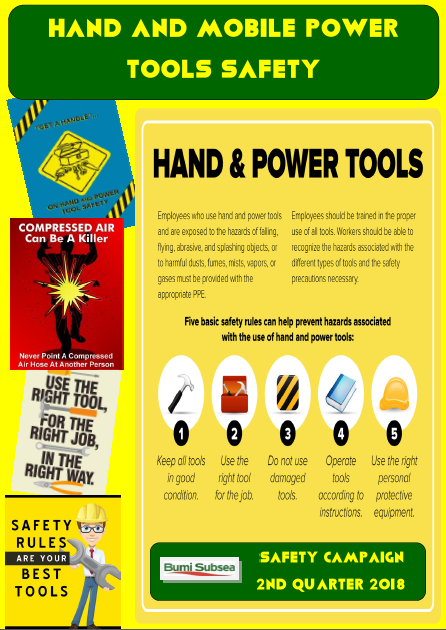 HAND AND MOBILE POWER
TOOLS SAFETY
"GET A HANDLE"...
ON HAND AND POWER
TOOL SAFETY
COMPRESSED AIR
Can Be A Killer
Never Point A Compressed
Air Hose At Another Person
USE THE
RIGHT TOOL,
FOR THE
RIGHT JOB,
IN THE
RIGHT WAY.
SAFETY
RULES
ARE YOUR
BEST
TOOLS
HAND & POWER TOOLS
Employees who use hand and power tools
and are exposed to the hazards of falling,
flying, abrasive, and splashing objects, or
to harmful dusts, fumes, mists, vapors, or
gases must be provided with the
appropriate PPE.
Employees should be trained in the proper
use of all tools. Workers should be able to
recognize the hazards associated with the
different types of tools and the safety
precautions necessary.
Five basic safety rules can help prevent hazards associated
with the use of hand and power tools:
1
Keep all tools
in good
condition.
2
Use the
right tool
for the job.
3
Do not use
damaged
tools.
4
Operate
tools
according to
instructions.
5
Use the right
personal
protective
equipment.
Bumi Subsea
SAFETY CAMPAIGN
2ND QUARTER 2018